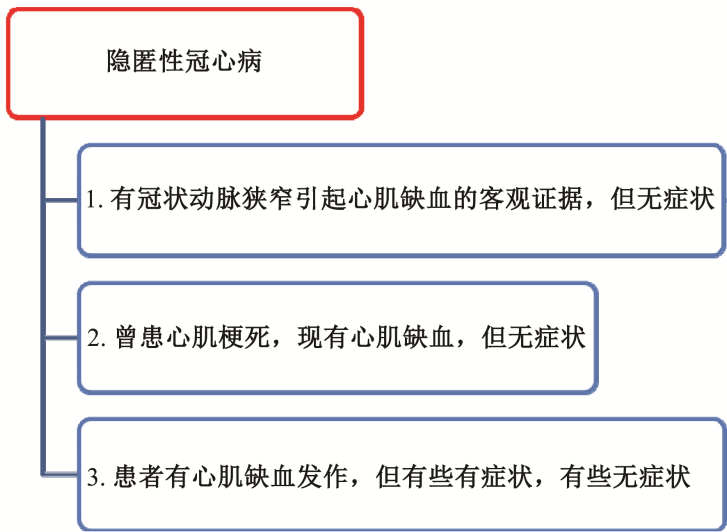 隐匿性冠心病
1. 有冠状动脉狭窄引起心肌缺血的客观证据，但无症状
2. 曾患心肌梗死，现有心肌缺血，但无症状
3. 患者有心肌缺血发作，但有些有症状，有些无症状